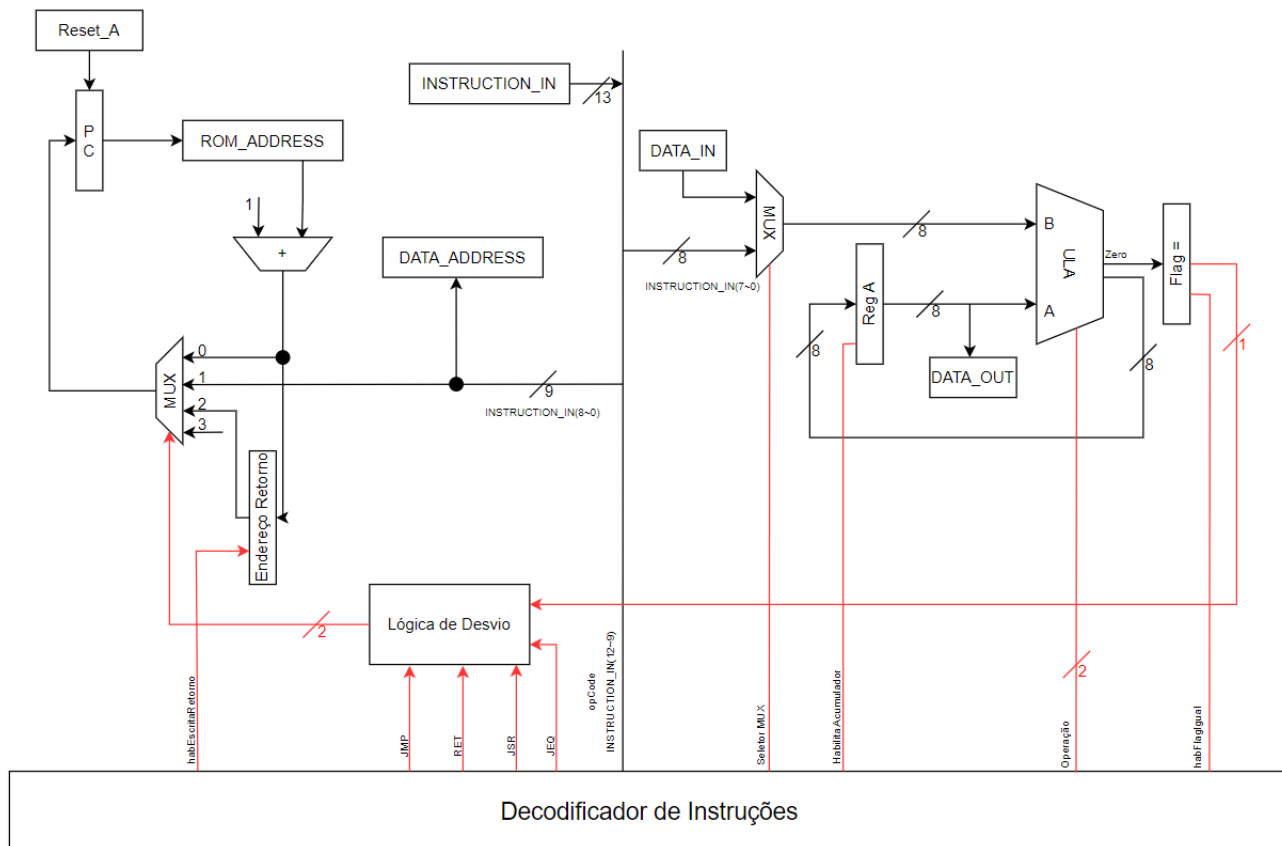 Reset_A
INSTRUCTION_IN
13
PC
ROM_ADDRESS
DATA_IN
1
MUX
+
DATA_ADDRESS
8
INSTRUCTION_IN(7~0)
8
B
ULA
Zero
Flag =
Reg A
8
A
8
8
1
DATA_OUT
0
1
2
3
MUX
9
INSTRUCTION_IN(8~0)
Endereço Retorno
Lógica de Desvio
2
2
habEscritaRetorno
JMP
RET
JSR
JEQ
opCode
INSTRUCTION_IN(12~9)
Seletor MUX
Habilita Acumulador
Operação
habFlagIgual
Decodificador de Instruções